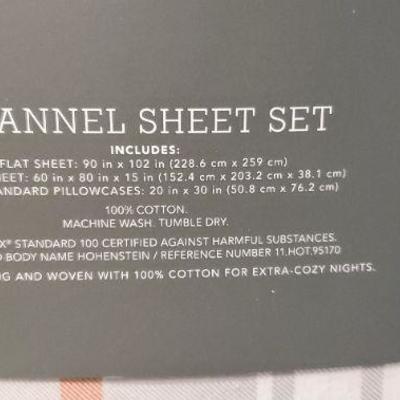 ANNEL SHEET SET
INCLUDES:
FLAT SHEET: 90 in x 102 in (228.6 cm x 259 cm)
EET: 60 in x 80 in x 15 in (152.4 cm x 203.2 cm x 38.1 cm)
ANDARD PILLOWCASES: 20 in x 30 in (50.8 cm x 76.2 cm)
100% COTTON.
MACHINE WASH. TUMBLE DRY.
X® STANDARD 100 CERTIFIED AGAINST HARMFUL SUBSTANCES.
BODY NAME HOHENSTEIN / REFERENCE NUMBER 11.HOT.95170
NG AND WOVEN WITH 100% COTTON FOR EXTRA-COZY NIGHTS.